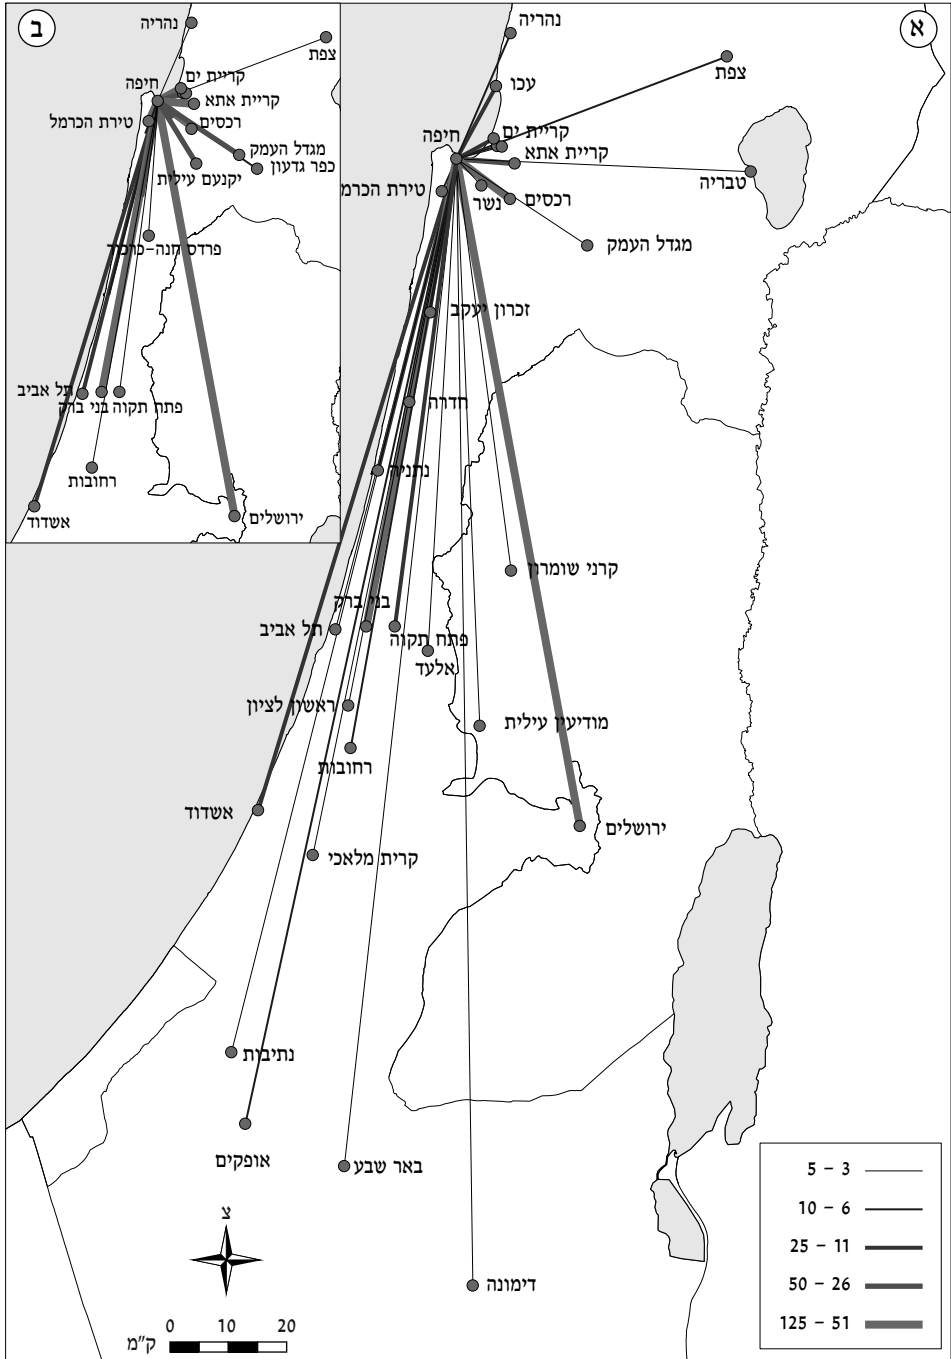 א
נהריה
צפת
עכו
קריית ים
חיפה
קריית אתא
טבריה
טירת הכרמל
נשר
רכסים
מגדל העמק
זכרון יעקב
חדרה
נתניה
קרני שומרון
בני ברק
תל אביב
פתח תקוה
אלעד
ראשון לציון
מודיעין עילית
רחובות
אשדוד
ירושלים
קרית מלאכי
נתיבות
אופקים
באר שבע
דימונה
ב
נהריה
צפת
קריית ים
חיפה
קריית אתא
טירת הכרמל
רכסים
מגדל העמק
כפר גדעון
יקנעם עילית
פרדס חנה-כרכור
תל אביב
בני ברק
פתח תקוה
רחובות
אשדוד
ירושלים
צ
ק"מ 0 10 20
3 – 5
6 – 10
11 – 25
26 – 50
51 – 125